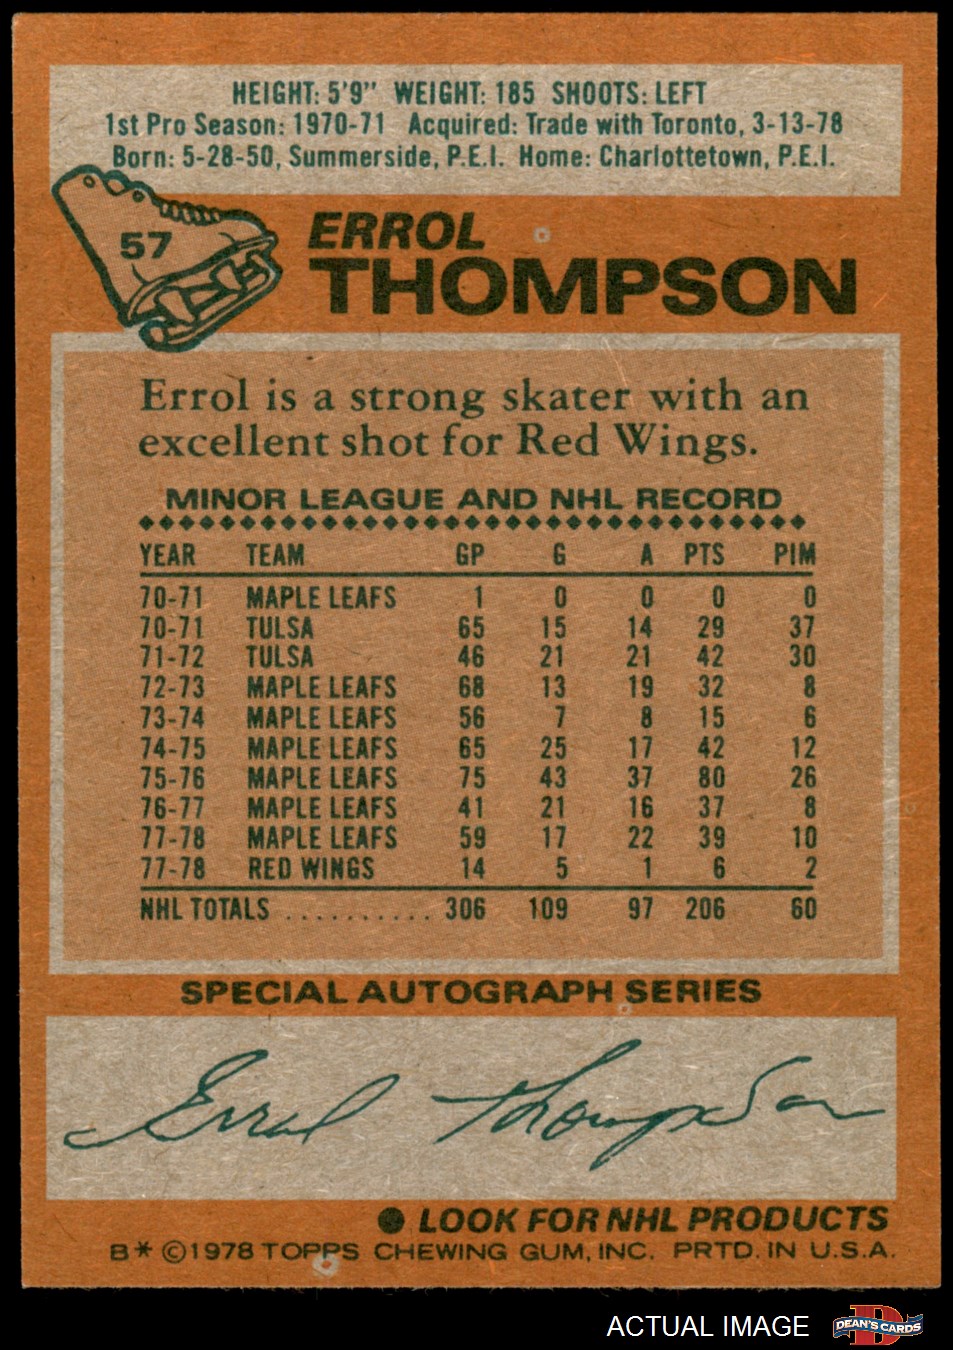 HEIGHT: 5'9" WEIGHT: 185 SHOOTS: LEFT
1st Pro Season: 1970-71 Acquired: Trade with Toronto, 3-13-78
Born: 5-28-50, Summerside, P.E.I. Home: Charlottetown, P.E.I.
57
ERROL
THOMPSON
Errol is a strong skater with an
excellent shot for Red Wings.
MINOR LEAGUE AND NHL RECORD
YEAR TEAM GP G A PTS PIM
70-71 MAPLE LEAFS 1 0 0 0 0
70-71 TULSA 65 15 14 29 37
71-72 TULSA 46 21 21 42 30
72-73 MAPLE LEAFS 68 13 19 32 8
73-74 MAPLE LEAFS 56 7 8 15 6
74-75 MAPLE LEAFS 65 25 17 42 12
75-76 MAPLE LEAFS 75 43 37 80 26
76-77 MAPLE LEAFS 41 21 16 37 8
77-78 MAPLE LEAFS 59 17 22 39 10
77-78 RED WINGS 14 5 1 6 2
NHL TOTALS .......... 306 109 97 206 60
SPECIAL AUTOGRAPH SERIES
Errol Thompson
● LOOK FOR NHL PRODUCTS
B* ©1978 TOPPS CHEWING GUM, INC. PRTD. IN U.S.A.
ACTUAL IMAGE
D
DEAN'S CARDS